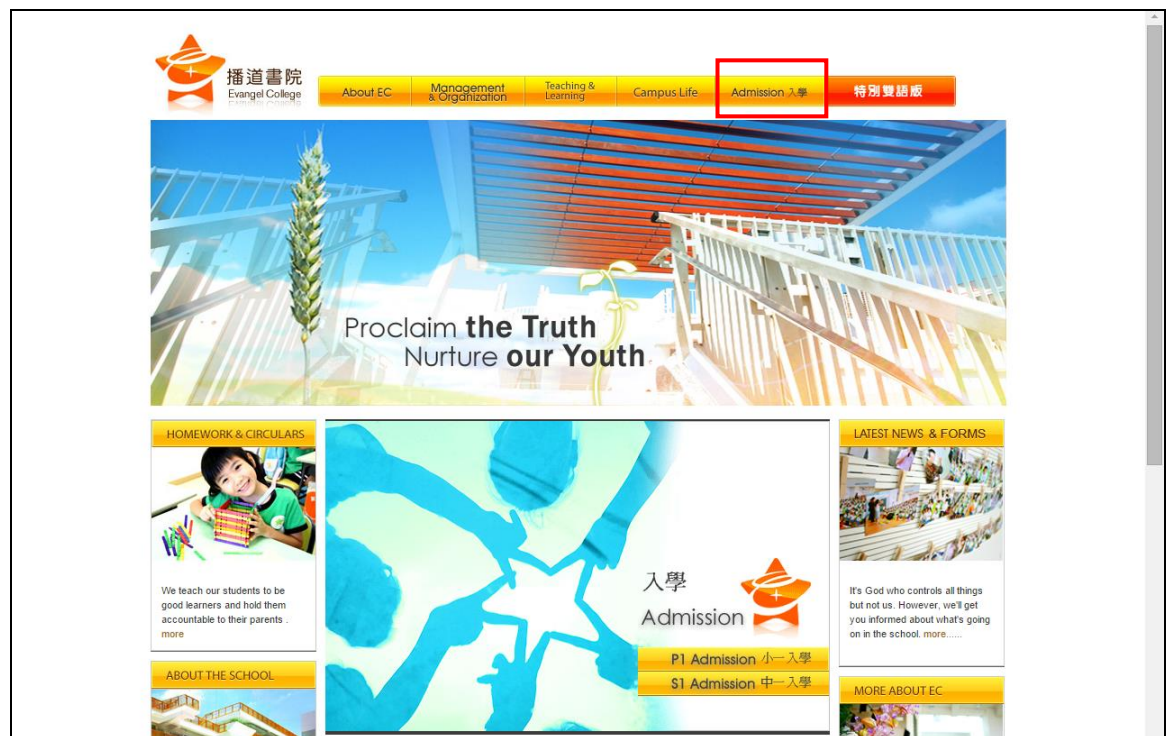 播道書院
Evangel College
About EC
Management
& Organization
Teaching &
Learning
Campus Life
Admission 入學
特別雙語版
Proclaim the Truth
Nurture our Youth
HOMEWORK & CIRCULARS
We teach our students to be
good learners and hold them
accountable to their parents .
more
ABOUT THE SCHOOL
入學
Admission
P1 Admission 小一入學
S1 Admission 中一入學
LATEST NEWS & FORMS
It's God who controls all things
but not us. However, we'll get
you informed about what's going
on in the school. more......
MORE ABOUT EC